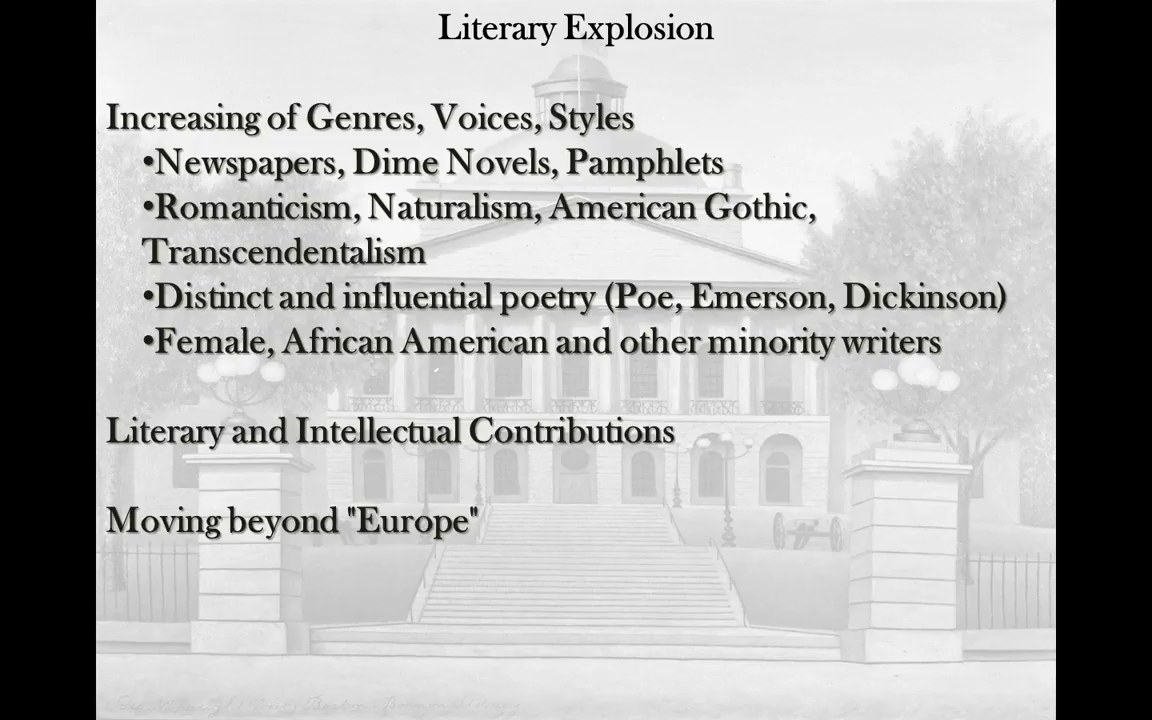 Literary Explosion
Increasing of Genres, Voices, Styles
•Newspapers, Dime Novels, Pamphlets
•Romanticism, Naturalism, American Gothic,
Transcendentalism
•Distinct and influential poetry (Poe, Emerson, Dickinson)
•Female, African American and other minority writers
Literary and Intellectual Contributions
Moving beyond "Europe"